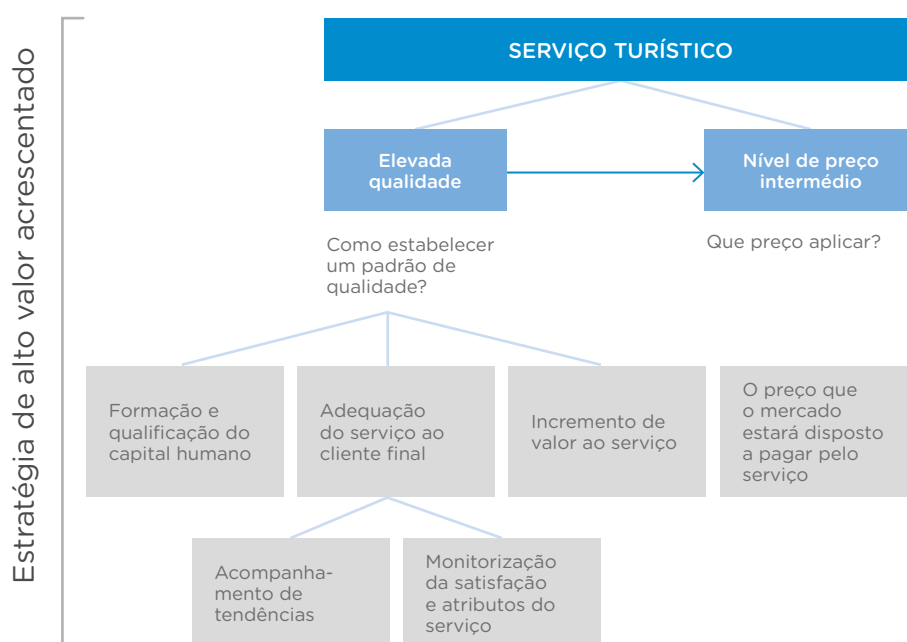 Estratégia de alto valor acrescentado
SERVIÇO TURÍSTICO
Elevada
qualidade
Nível de preço
intermédio
Como estabelecer
um padrão de
qualidade?
Que preço aplicar?
Formação e
qualificação do
capital humano
Adequação
do serviço ao
cliente final
Incremento de
valor ao serviço
O preço que
o mercado
estará disposto
a pagar pelo
serviço
Acompanha-
mento de
tendências
Monitorização
da satisfação
e atributos do
serviço